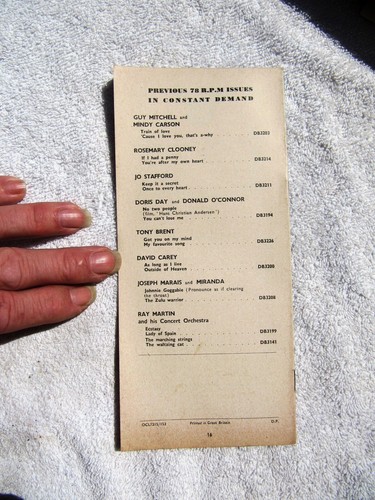 PREVIOUS 78 R.P.M ISSUES
IN CONSTANT DEMAND
GUY MITCHELL and
MINDY CARSON
Train of love
'Cause I love you, that's a-why DB3205
ROSEMARY CLOONEY
If I had a penny
You're after my own heart DB3214
JO STAFFORD
Keep it a secret
Once to every heart DB3211
DORIS DAY and DONALD O'CONNOR
No two people
(film, 'Hans Christian Andersen')
You can't lose me DB3194
TONY BRENT
Got you on my mind
My favourite song DB3226
DAVID CAREY
As long as I live
Outside of Heaven
JOSEPH MARAIS and MIRANDA
Johnnie Goggabie (Pronounce as if clearing
the throat)
The Zulu warrior DB3208
RAY MARTIN
and his Concert Orchestra
Ecstasy
Lady of Spain DB3199
The marching strings
The waltzing cat DB3141
Printed in Great Britain
O.P.